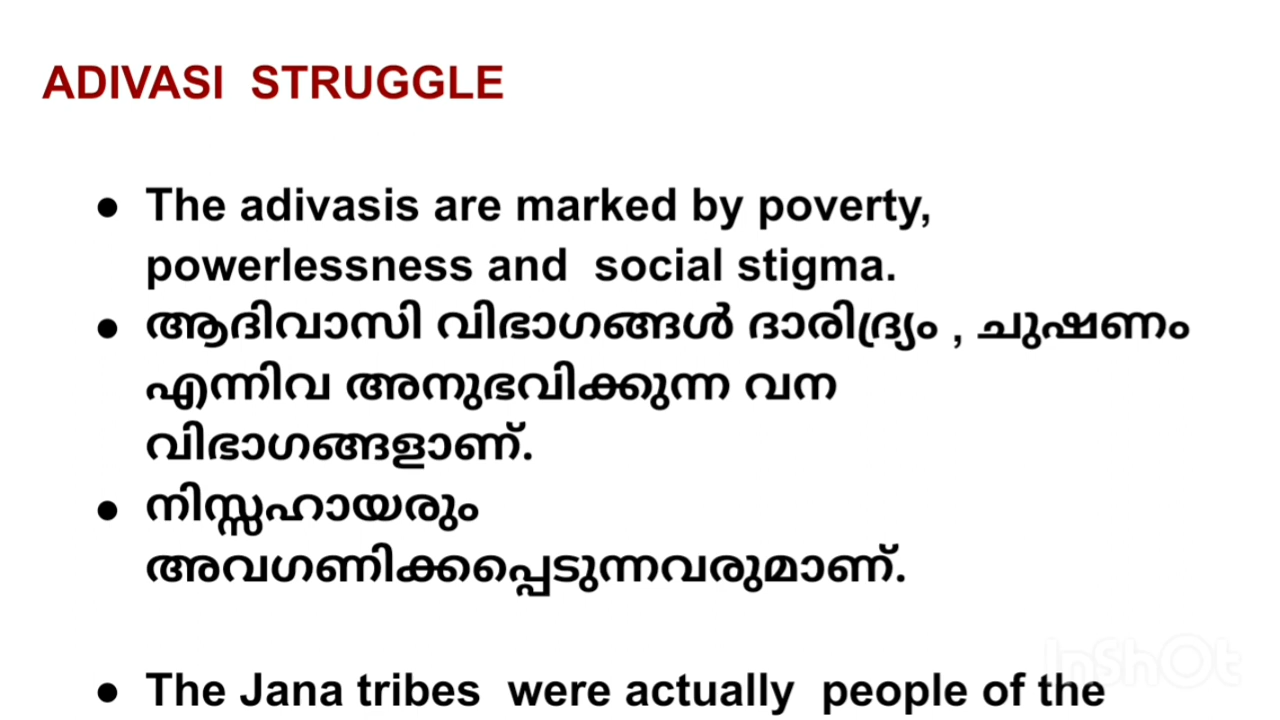 ADIVASI STRUGGLE
● The adivasis are marked by poverty,
powerlessness and social stigma.
● ആദിവാസി വിഭാഗങ്ങൾ ദാരിദ്ര്യം , ചുഷണം
എന്നിവ അനുഭവിക്കുന്ന വന
വിഭാഗങ്ങളാണ്.
● നിസ്സഹായരും
അവഗണിക്കപ്പെടുന്നവരുമാണ്.
● The Jana tribes were actually people of the
InShOt